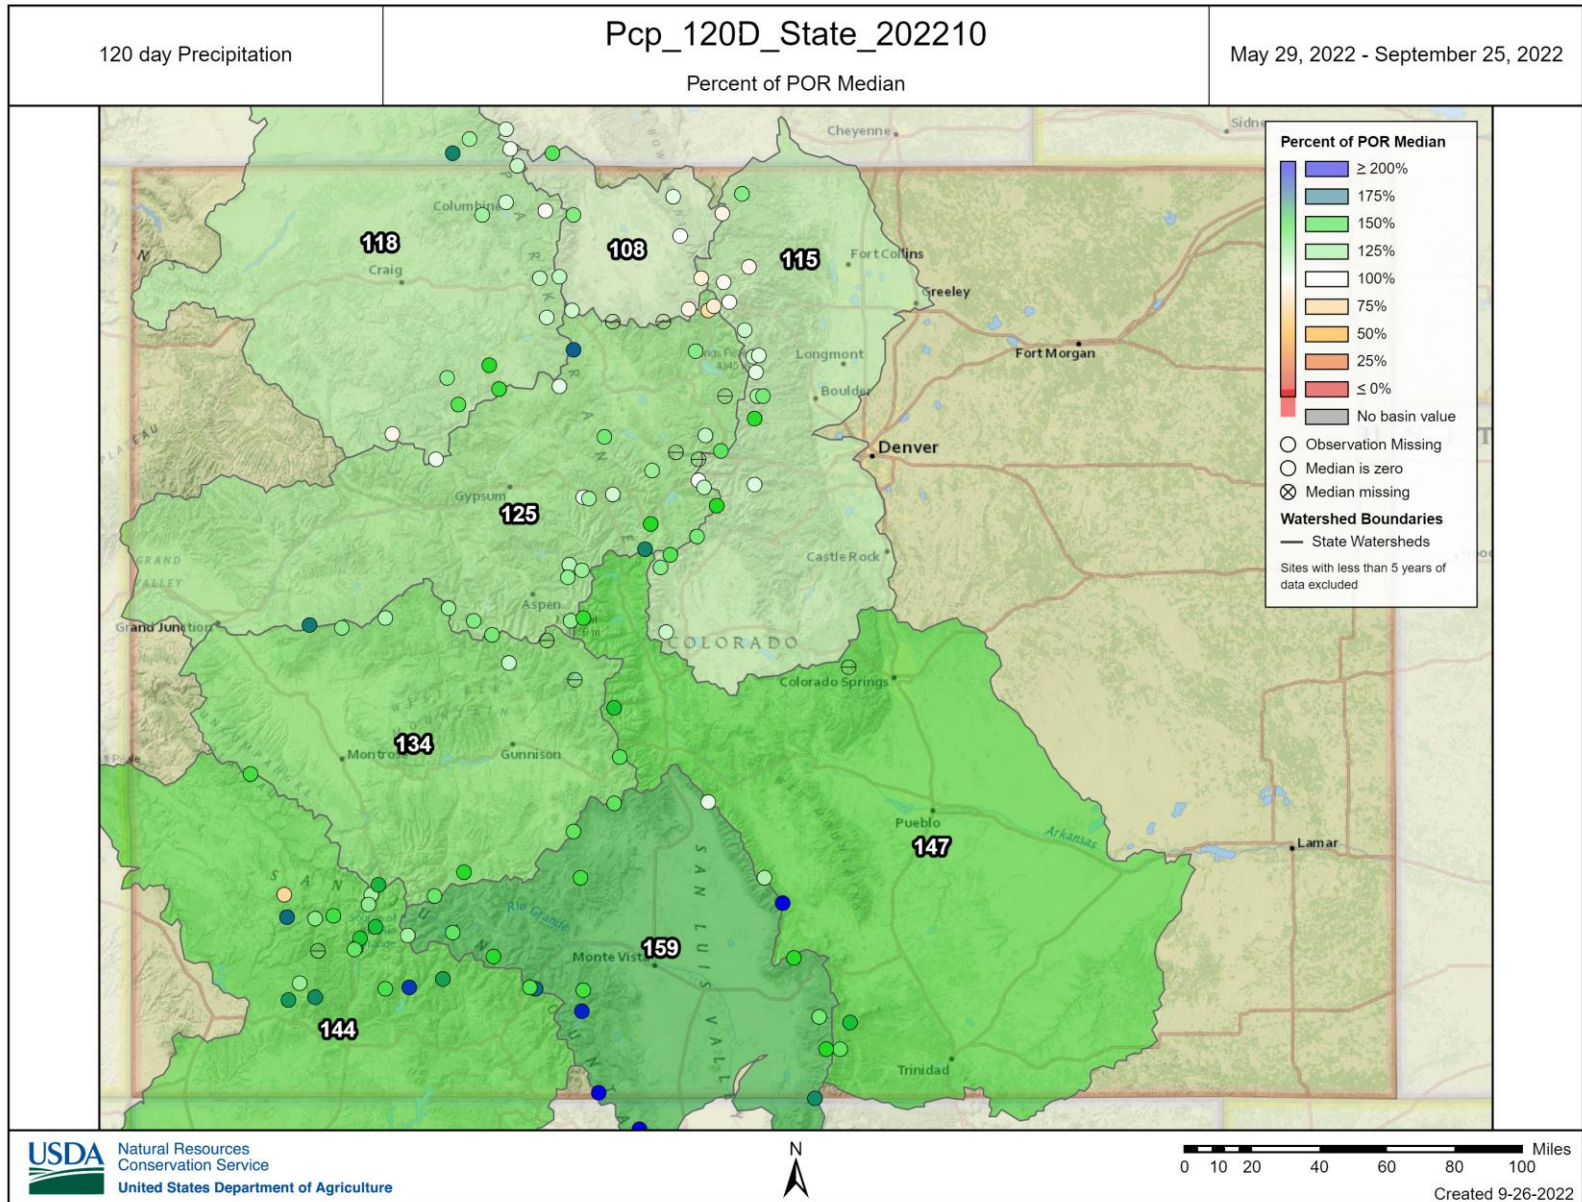 120 day Precipitation
Pcp_120D_State_202210
Percent of POR Median
May 29, 2022 - September 25, 2022
Cheyenne
Percent of POR Median
≥ 200%
175%
150%
125%
100%
75%
50%
25%
≤ 0%
No basin value
Observation Missing
Median is zero
Median missing
Watershed Boundaries
State Watersheds
Sites with less than 5 years of
data excluded
Columbine
118
108
115
Fort Collins
Craig
Greeley
Longmont
Fort Morgan
Boulder
Denver
PLATEAU
Gypsum
125
Castle Rock
GRAND
VALLEY
Aspen
Grand Junction
COLORADO
Colorado Springs
134
Montrose
Gunnison
Pueblo
Arkansas
147
Lamar
SAN LUIS VALLEY
Rio Grande
Monte Vista
159
144
Trinidad
USDA
Natural Resources
Conservation Service
United States Department of Agriculture
N
Miles
0 10 20 40 60 80 100
Created 9-26-2022